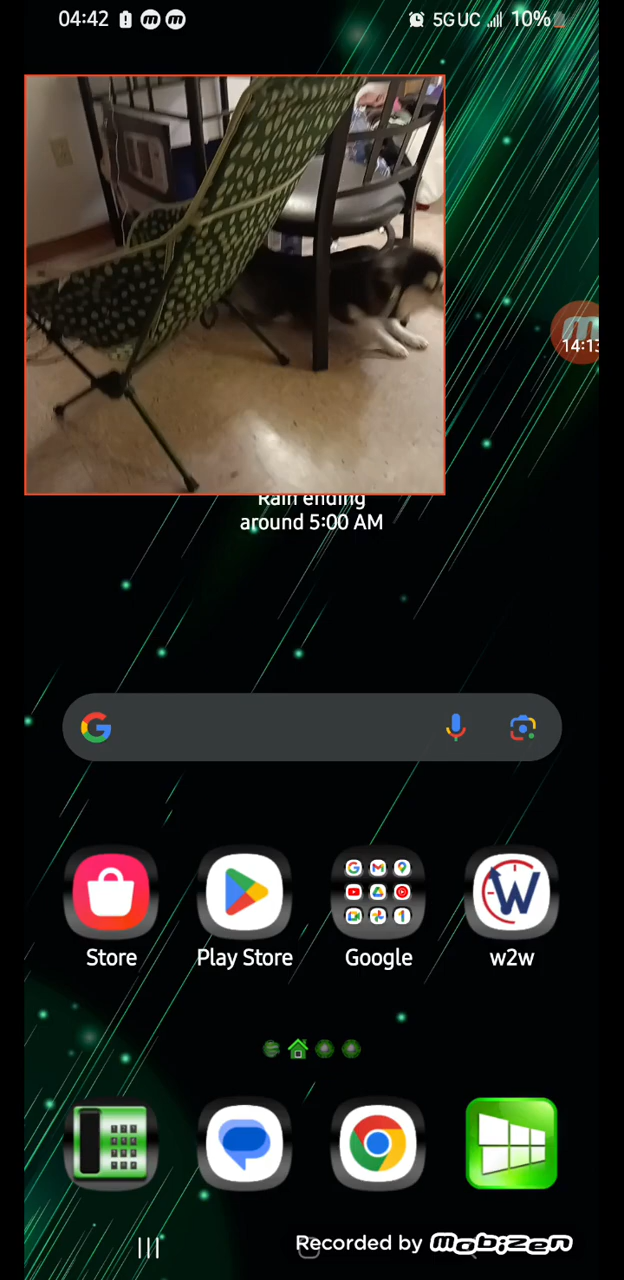 04:42
5G UC
10%
14:13
Rain ending
around 5:00 AM
Store
Play Store
Google
w2w
Recorded by mobizen